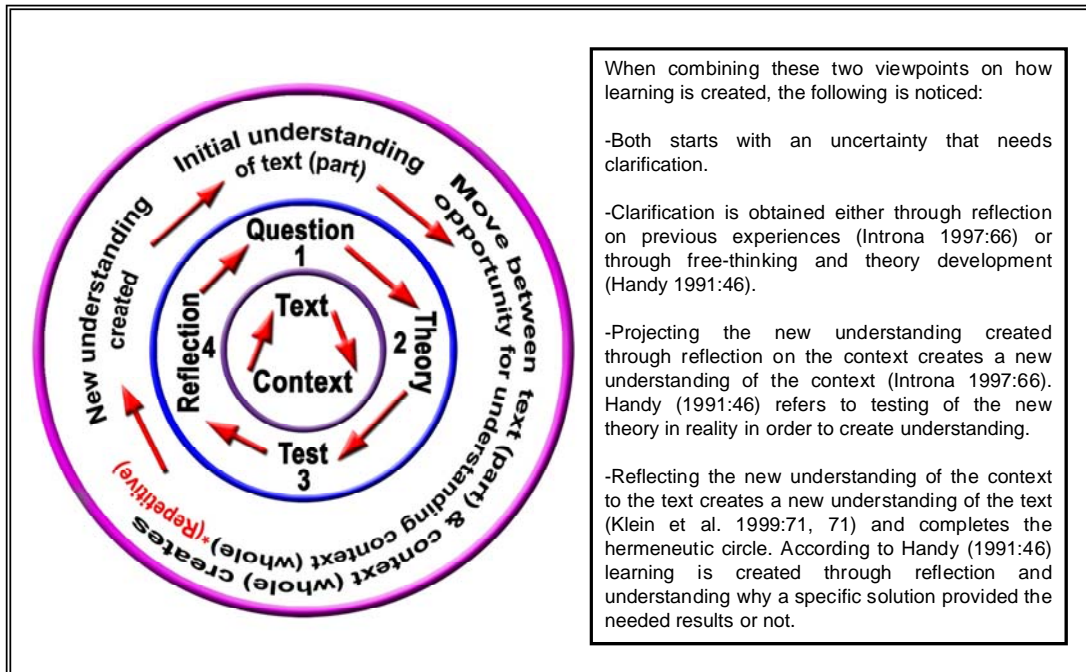 Initial understanding
of text (part)
Move between text (part) & context (whole) creates
opportunity for understanding context (whole)
*(Repetitive)
New understanding
created
Question
1
Theory
2
Test
3
Reflection
4
Text
Context
When combining these two viewpoints on how
learning is created, the following is noticed:
-Both starts with an uncertainty that needs
clarification.
-Clarification is obtained either through reflection
on previous experiences (Introna 1997:66) or
through free-thinking and theory development
(Handy 1991:46).
-Projecting the new understanding created
through reflection on the context creates a new
understanding of the context (Introna 1997:66).
Handy (1991:46) refers to testing of the new
theory in reality in order to create understanding.
-Reflecting the new understanding of the context
to the text creates a new understanding of the text
(Klein et al. 1999:71, 71) and completes the
hermeneutic circle. According to Handy (1991:46)
learning is created through reflection and
understanding why a specific solution provided the
needed results or not.